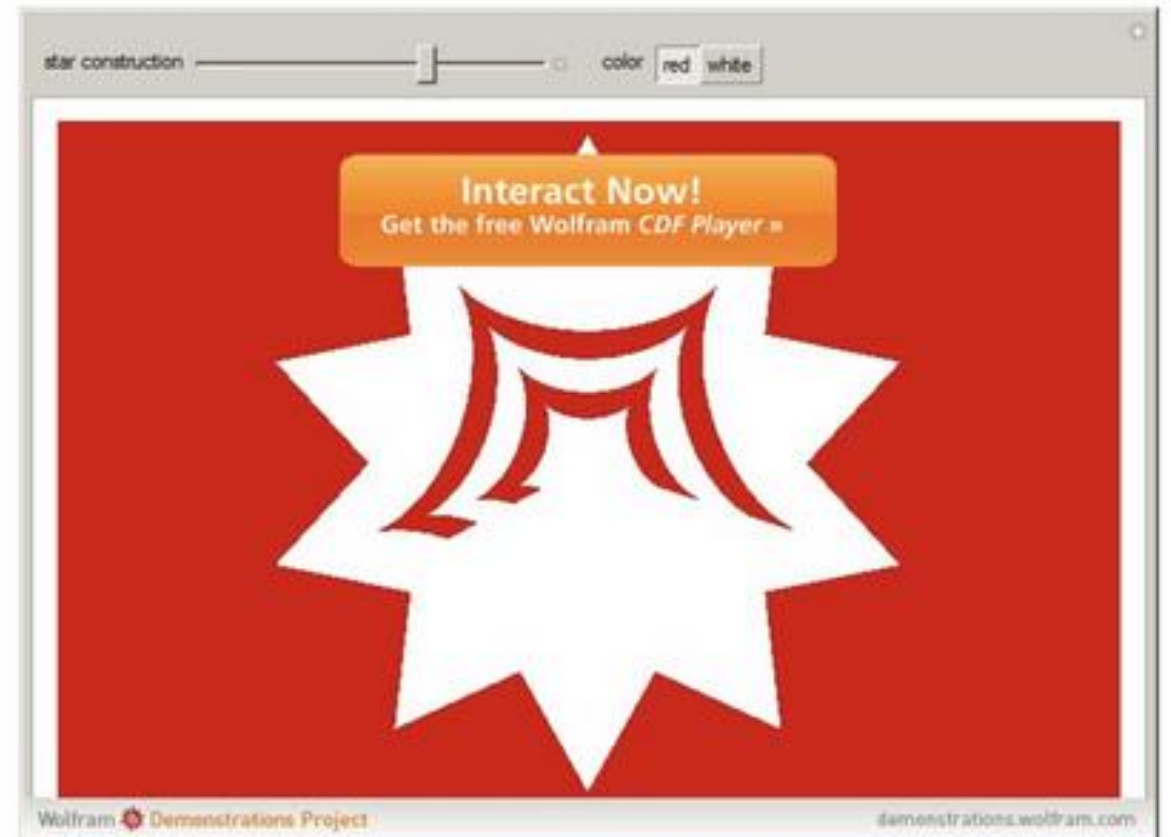 star construction color red white
Interact Now!
Get the free Wolfram CDF Player »
Wolfram Demonstrations Project demonstrations.wolfram.com